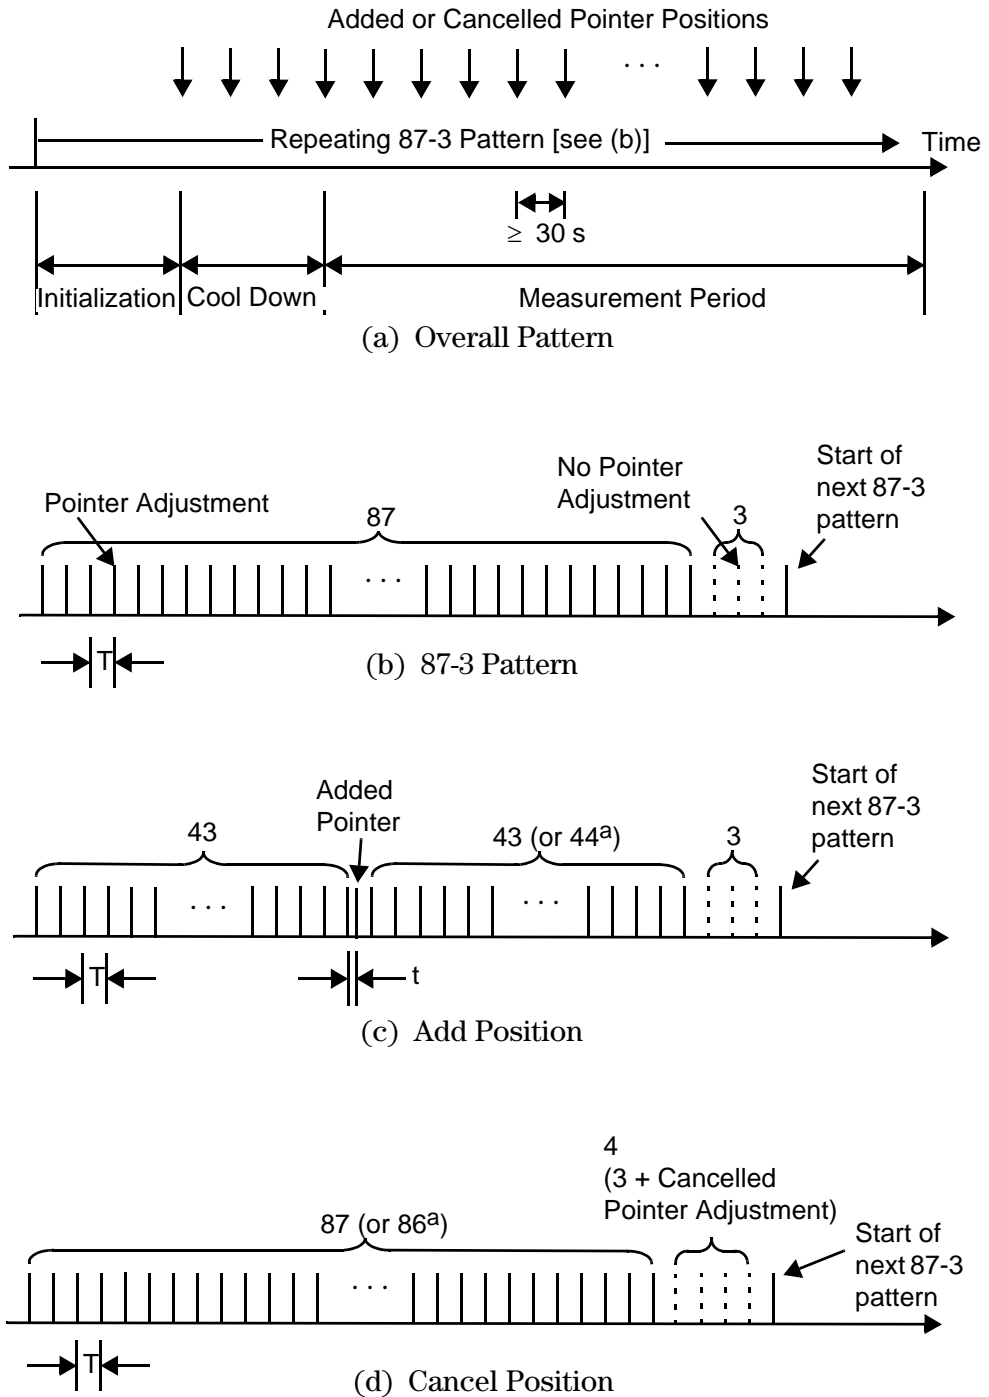 Added or Cancelled Pointer Positions
. . .
Repeating 87-3 Pattern [see (b)]
Time
≥ 30 s
Initialization
Cool Down
Measurement Period
(a) Overall Pattern
Pointer Adjustment
87
No Pointer
Adjustment
3
Start of
next 87-3
pattern
. . .
T
(b) 87-3 Pattern
43
Added
Pointer
43 (or 44ª)
3
Start of
next 87-3
pattern
. . .
. . .
T
t
(c) Add Position
87 (or 86ª)
4
(3 + Cancelled
Pointer Adjustment)
Start of
next 87-3
pattern
. . .
T
(d) Cancel Position